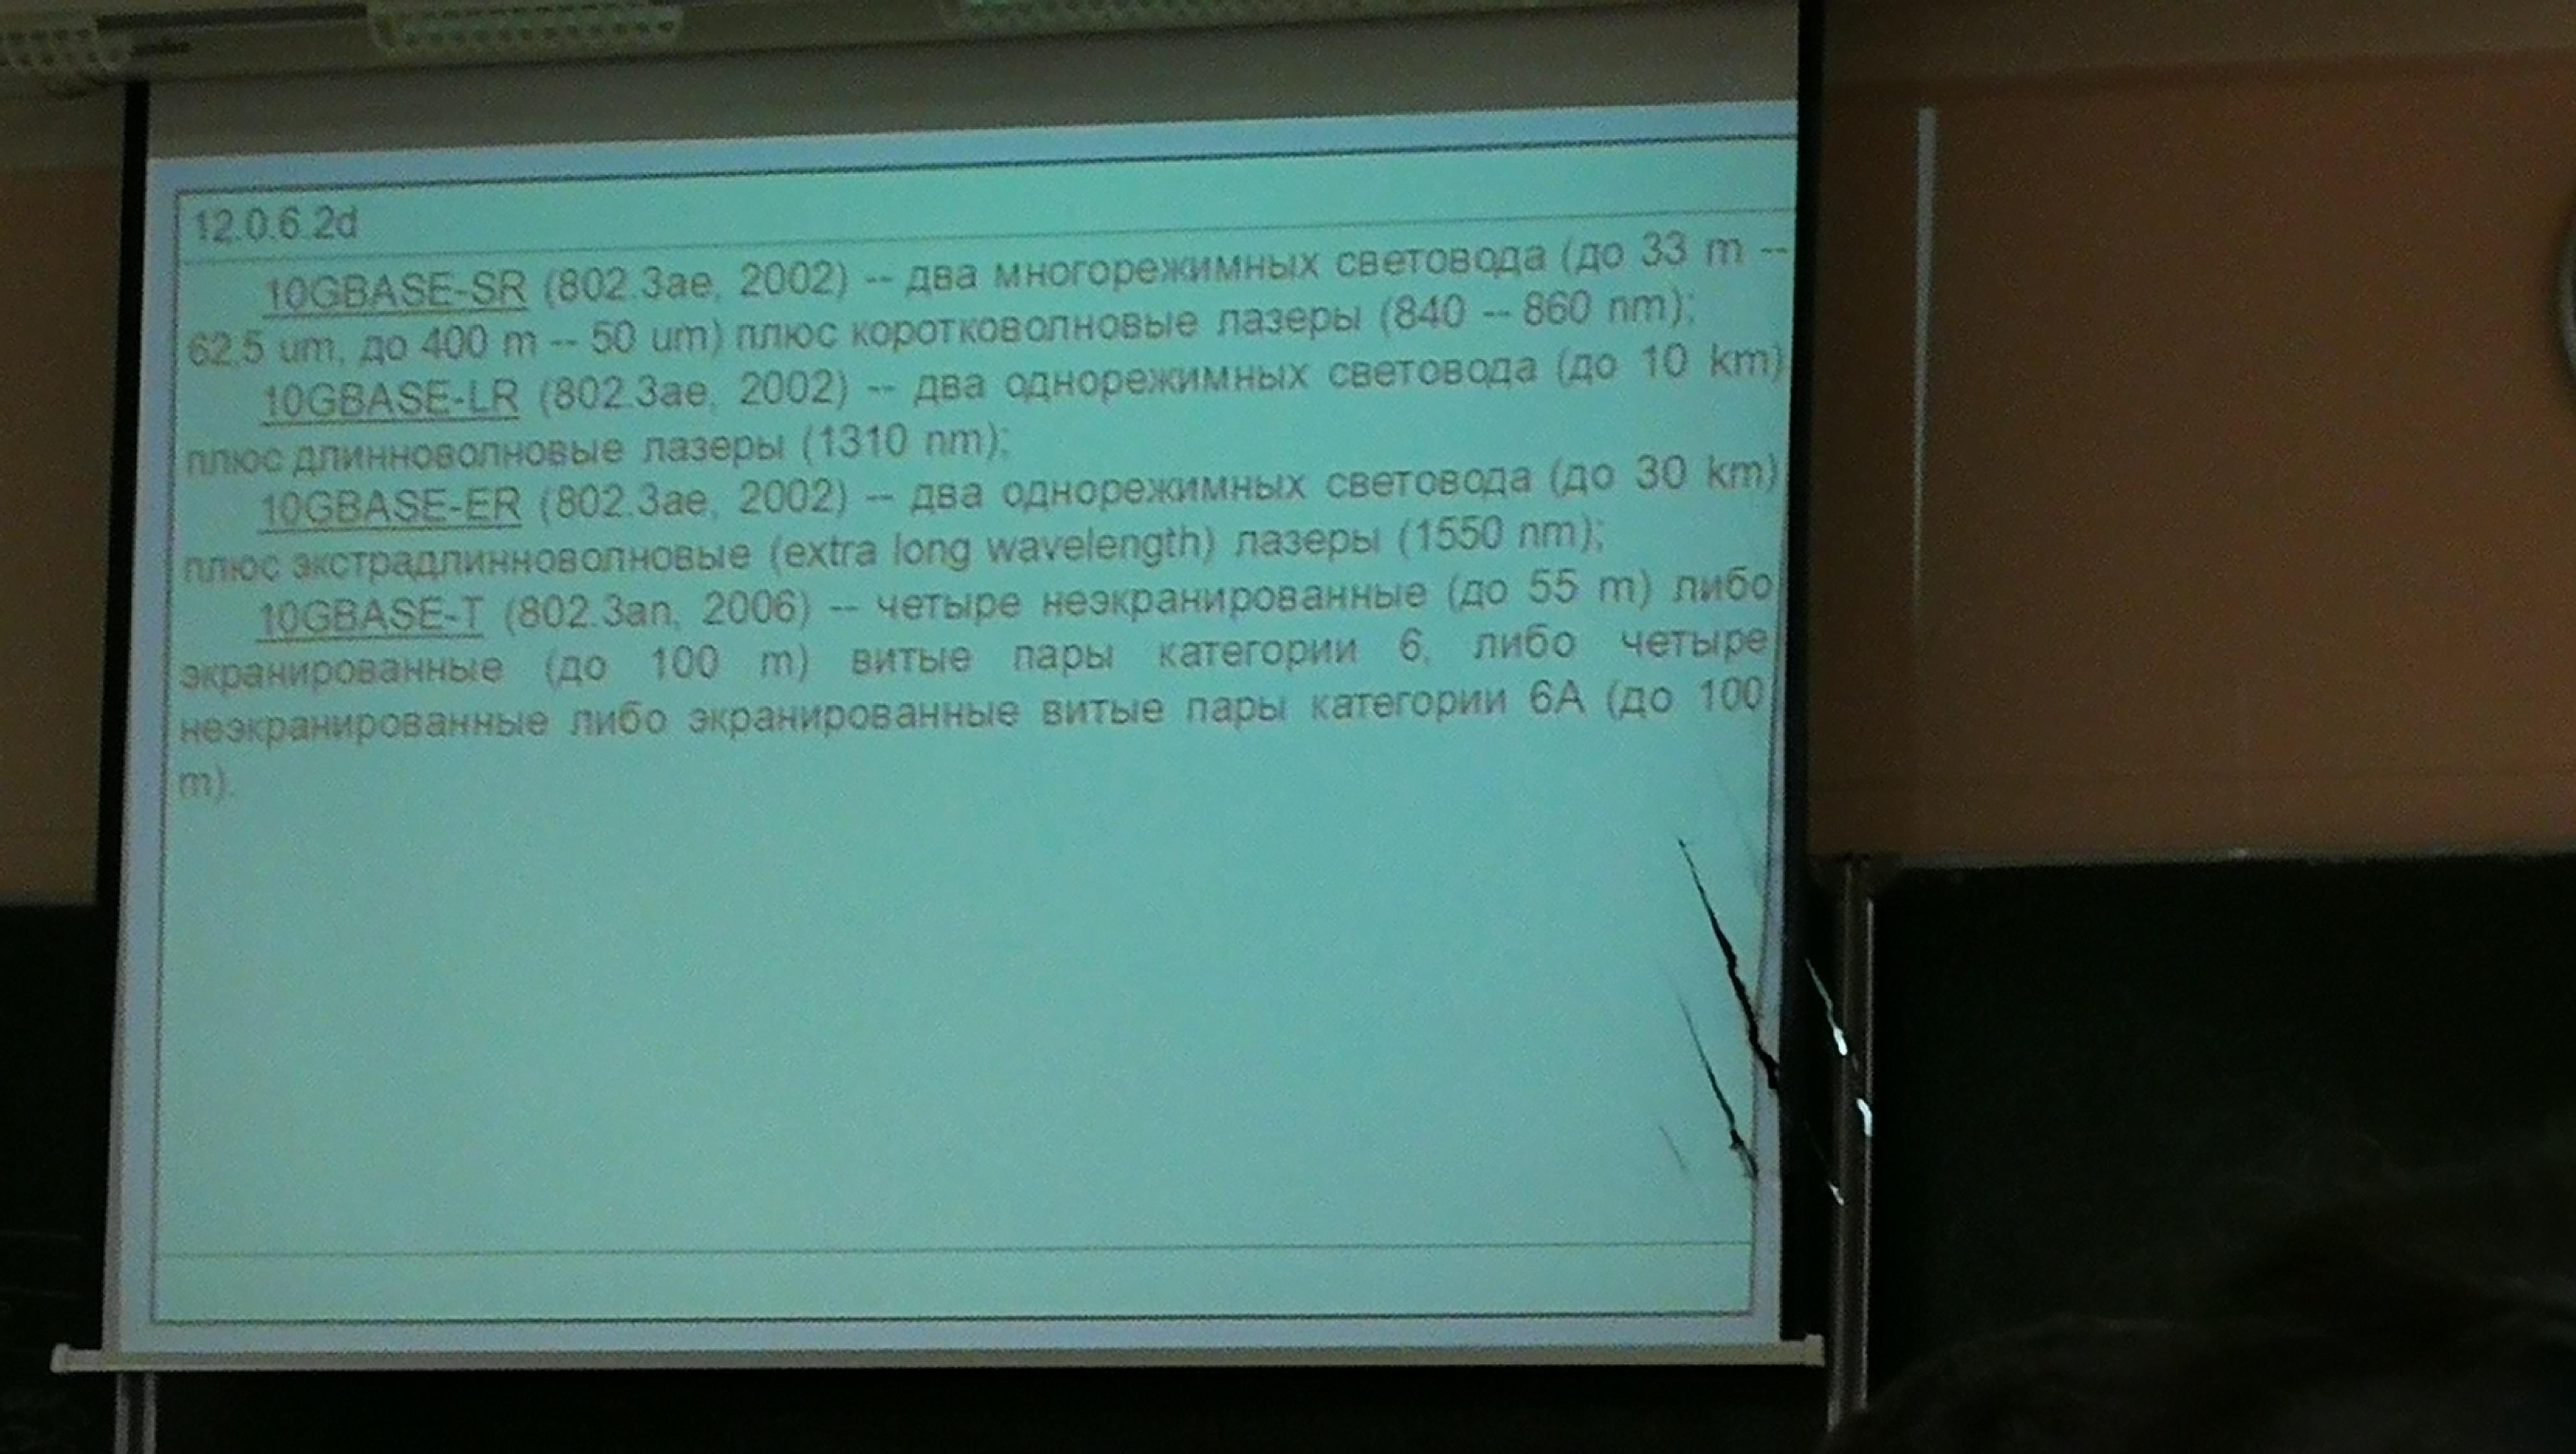 12.0.6.2d
10GBASE-SR (802.3ae, 2002) -- два многорежимных световода (до 33 m --
62,5 um, до 400 m -- 50 um) плюс коротковолновые лазеры (840 -- 860 nm);
10GBASE-LR (802.3ae, 2002) -- два однорежимных световода (до 10 km)
плюс длинноволновые лазеры (1310 nm);
10GBASE-ER (802.3ae, 2002) -- два однорежимных световода (до 30 km)
плюс экстрадлинноволновые (extra long wavelength) лазеры (1550 nm);
10GBASE-T (802.3an, 2006) -- четыре неэкранированные (до 55 m) либо
экранированные (до 100 m) витые пары категории 6, либо четыре
неэкранированные либо экранированные витые пары категории 6A (до 100
m).